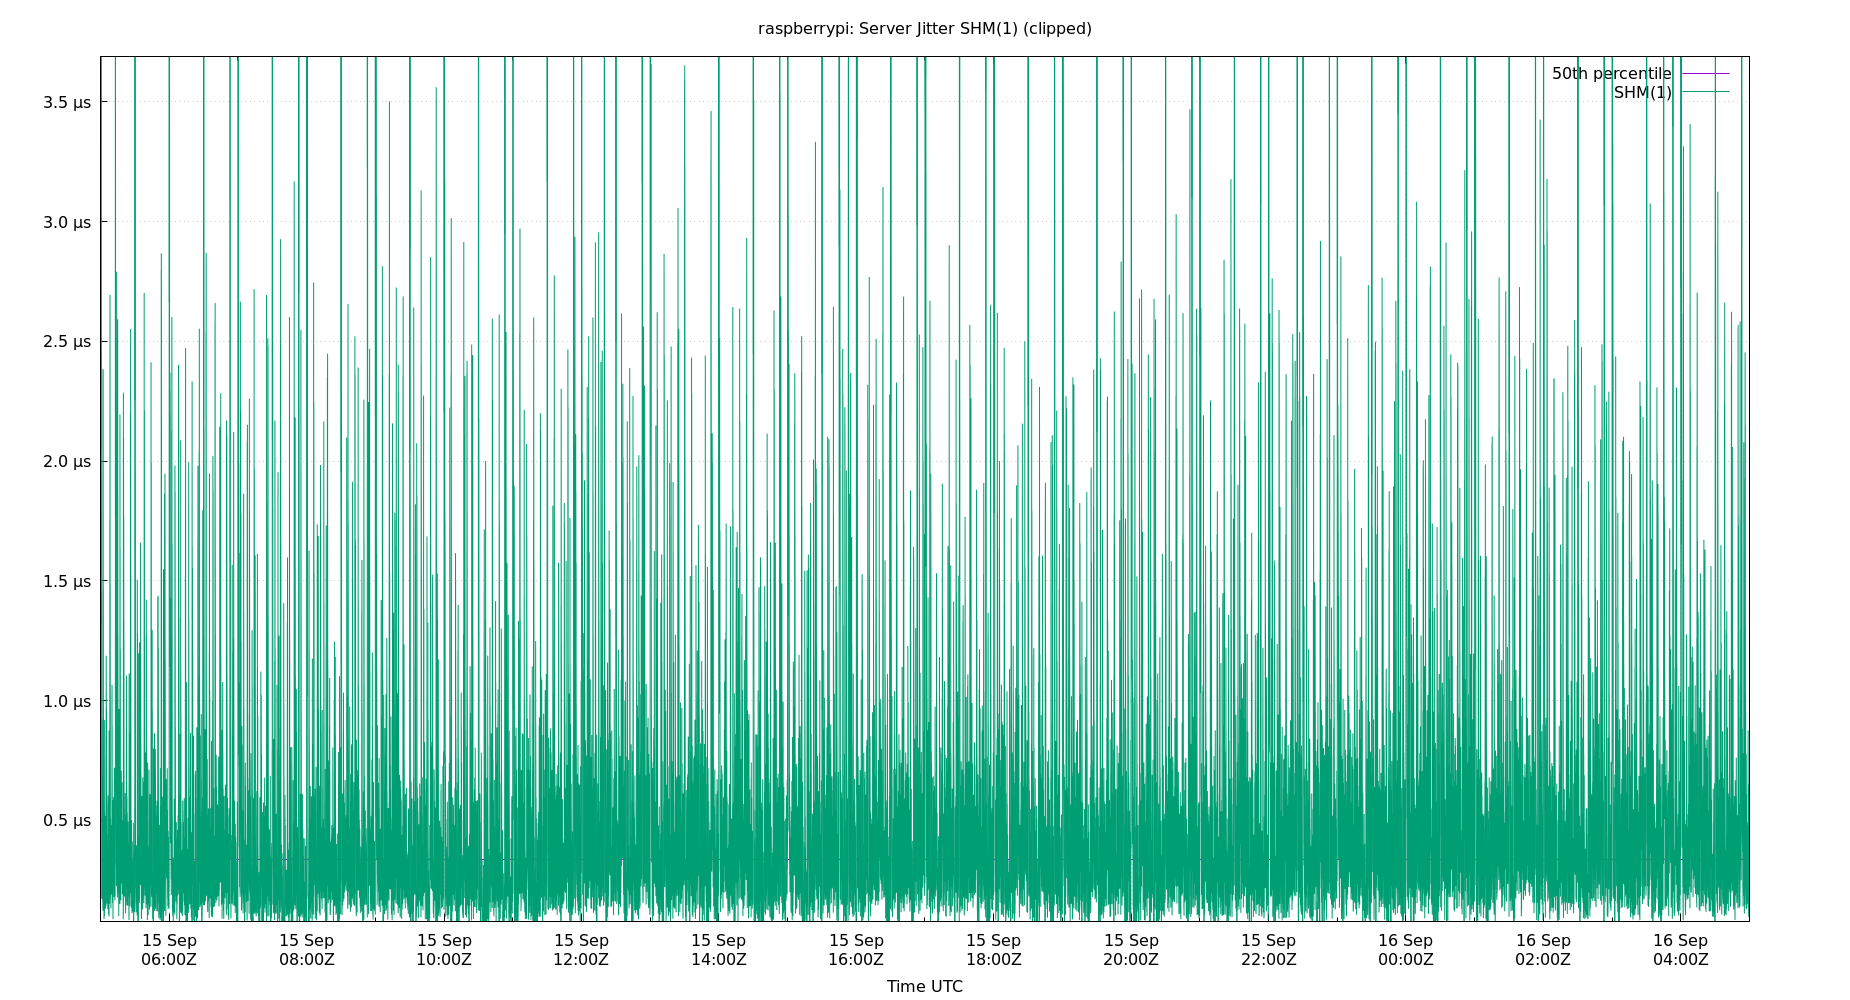 raspberrypi: Server Jitter SHM(1) (clipped)
50th percentile
SHM(1)
3.5 µs
3.0 µs
2.5 µs
2.0 µs
1.5 µs
1.0 µs
0.5 µs
15 Sep 15 Sep 15 Sep 15 Sep 15 Sep 15 Sep 15 Sep 15 Sep 15 Sep 16 Sep 16 Sep 16 Sep
06:00Z 08:00Z 10:00Z 12:00Z 14:00Z 16:00Z 18:00Z 20:00Z 22:00Z 00:00Z 02:00Z 04:00Z
Time UTC